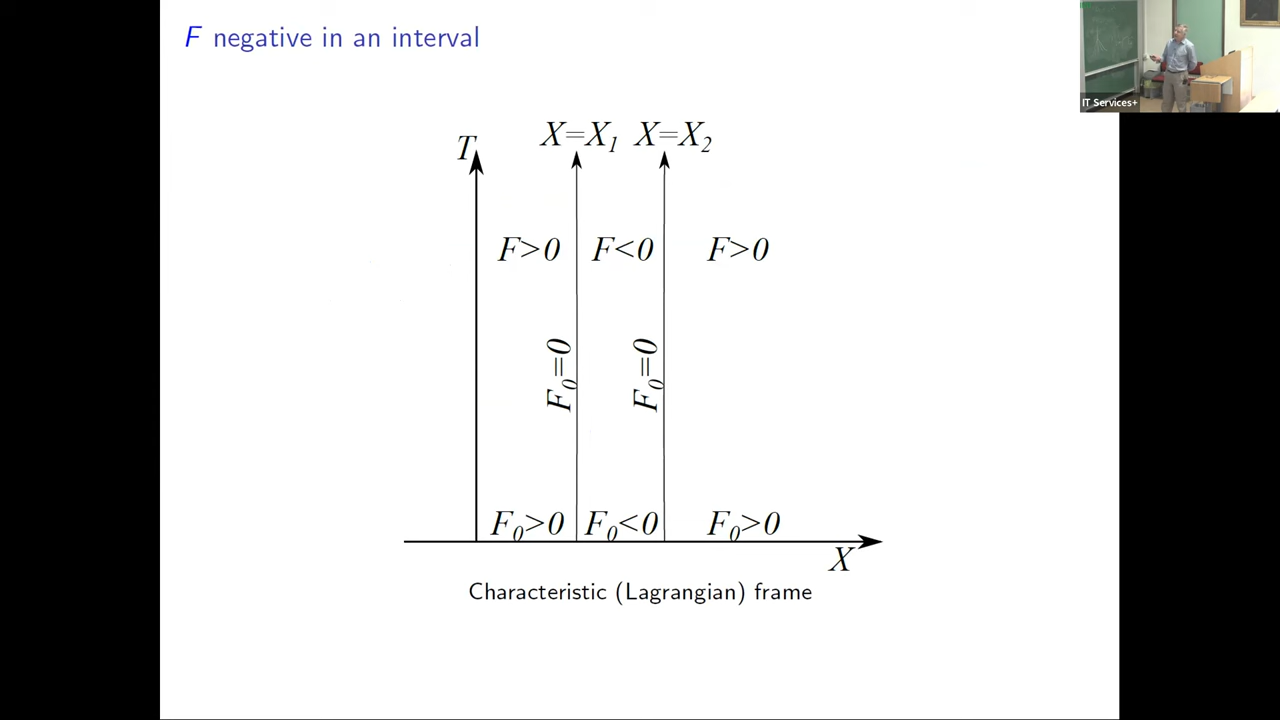 F negative in an interval
IT Services+
T X=X₁ X=X₂
F>0 F<0 F>0
F₀=0 F₀=0
F₀>0 F₀<0 F₀>0
X
Characteristic (Lagrangian) frame